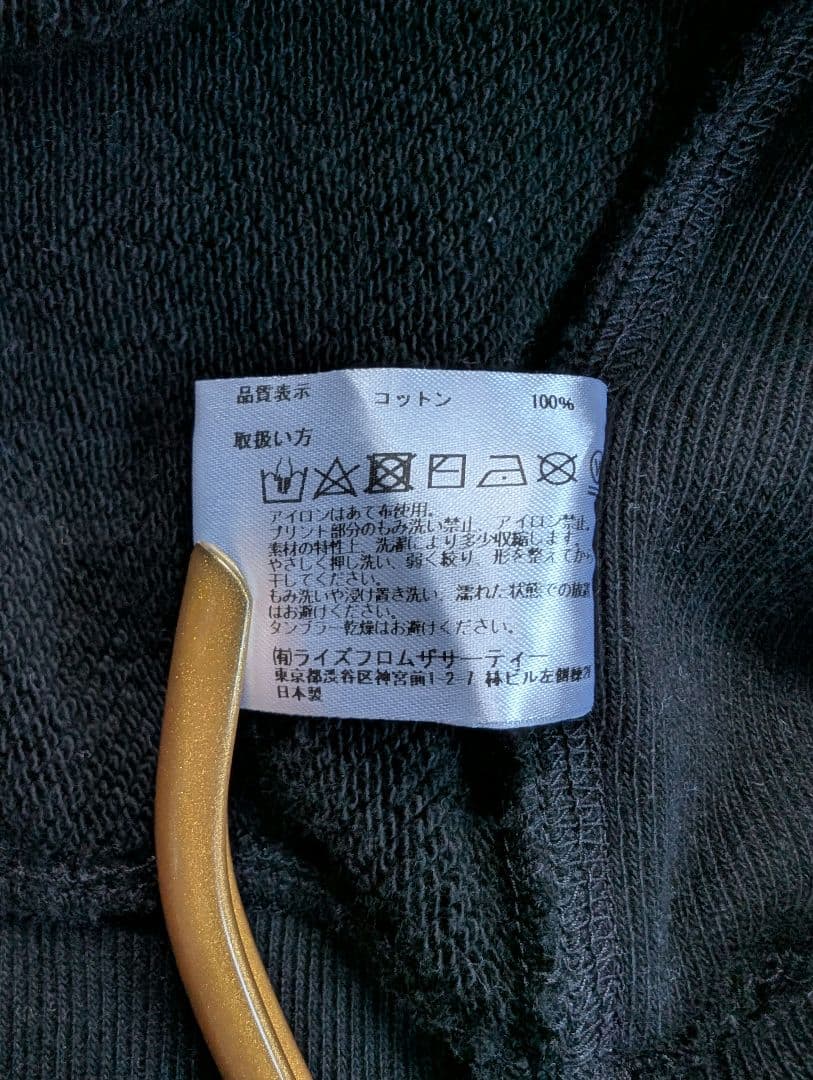 品質表示 コットン 100%
取扱い方
アイロンはあて布使用。
プリント部分のもみ洗い禁止、アイロン禁止
素材の特性上、洗濯により多少収縮します。
やさしく押し洗い、弱く絞り、形を整えてから
干してください。
もみ洗いや浸け置き洗い、濡れた状態での放置
はお避けください。
タンブラー乾燥はお避けください。
(有)ライズフロムザサーティー
東京都渋谷区神宮前1-2-7 林ビル左側棟
日本製